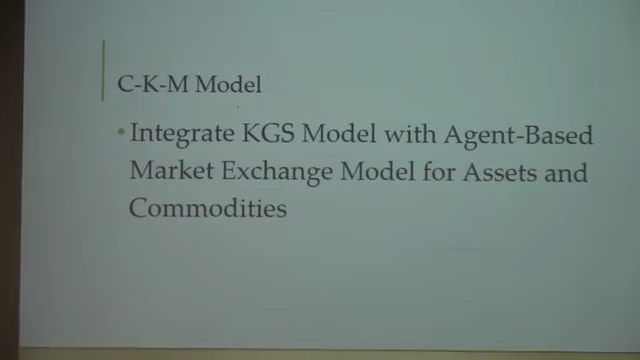 C-K-M Model
•Integrate KGS Model with Agent-Based
Market Exchange Model for Assets and
Commodities